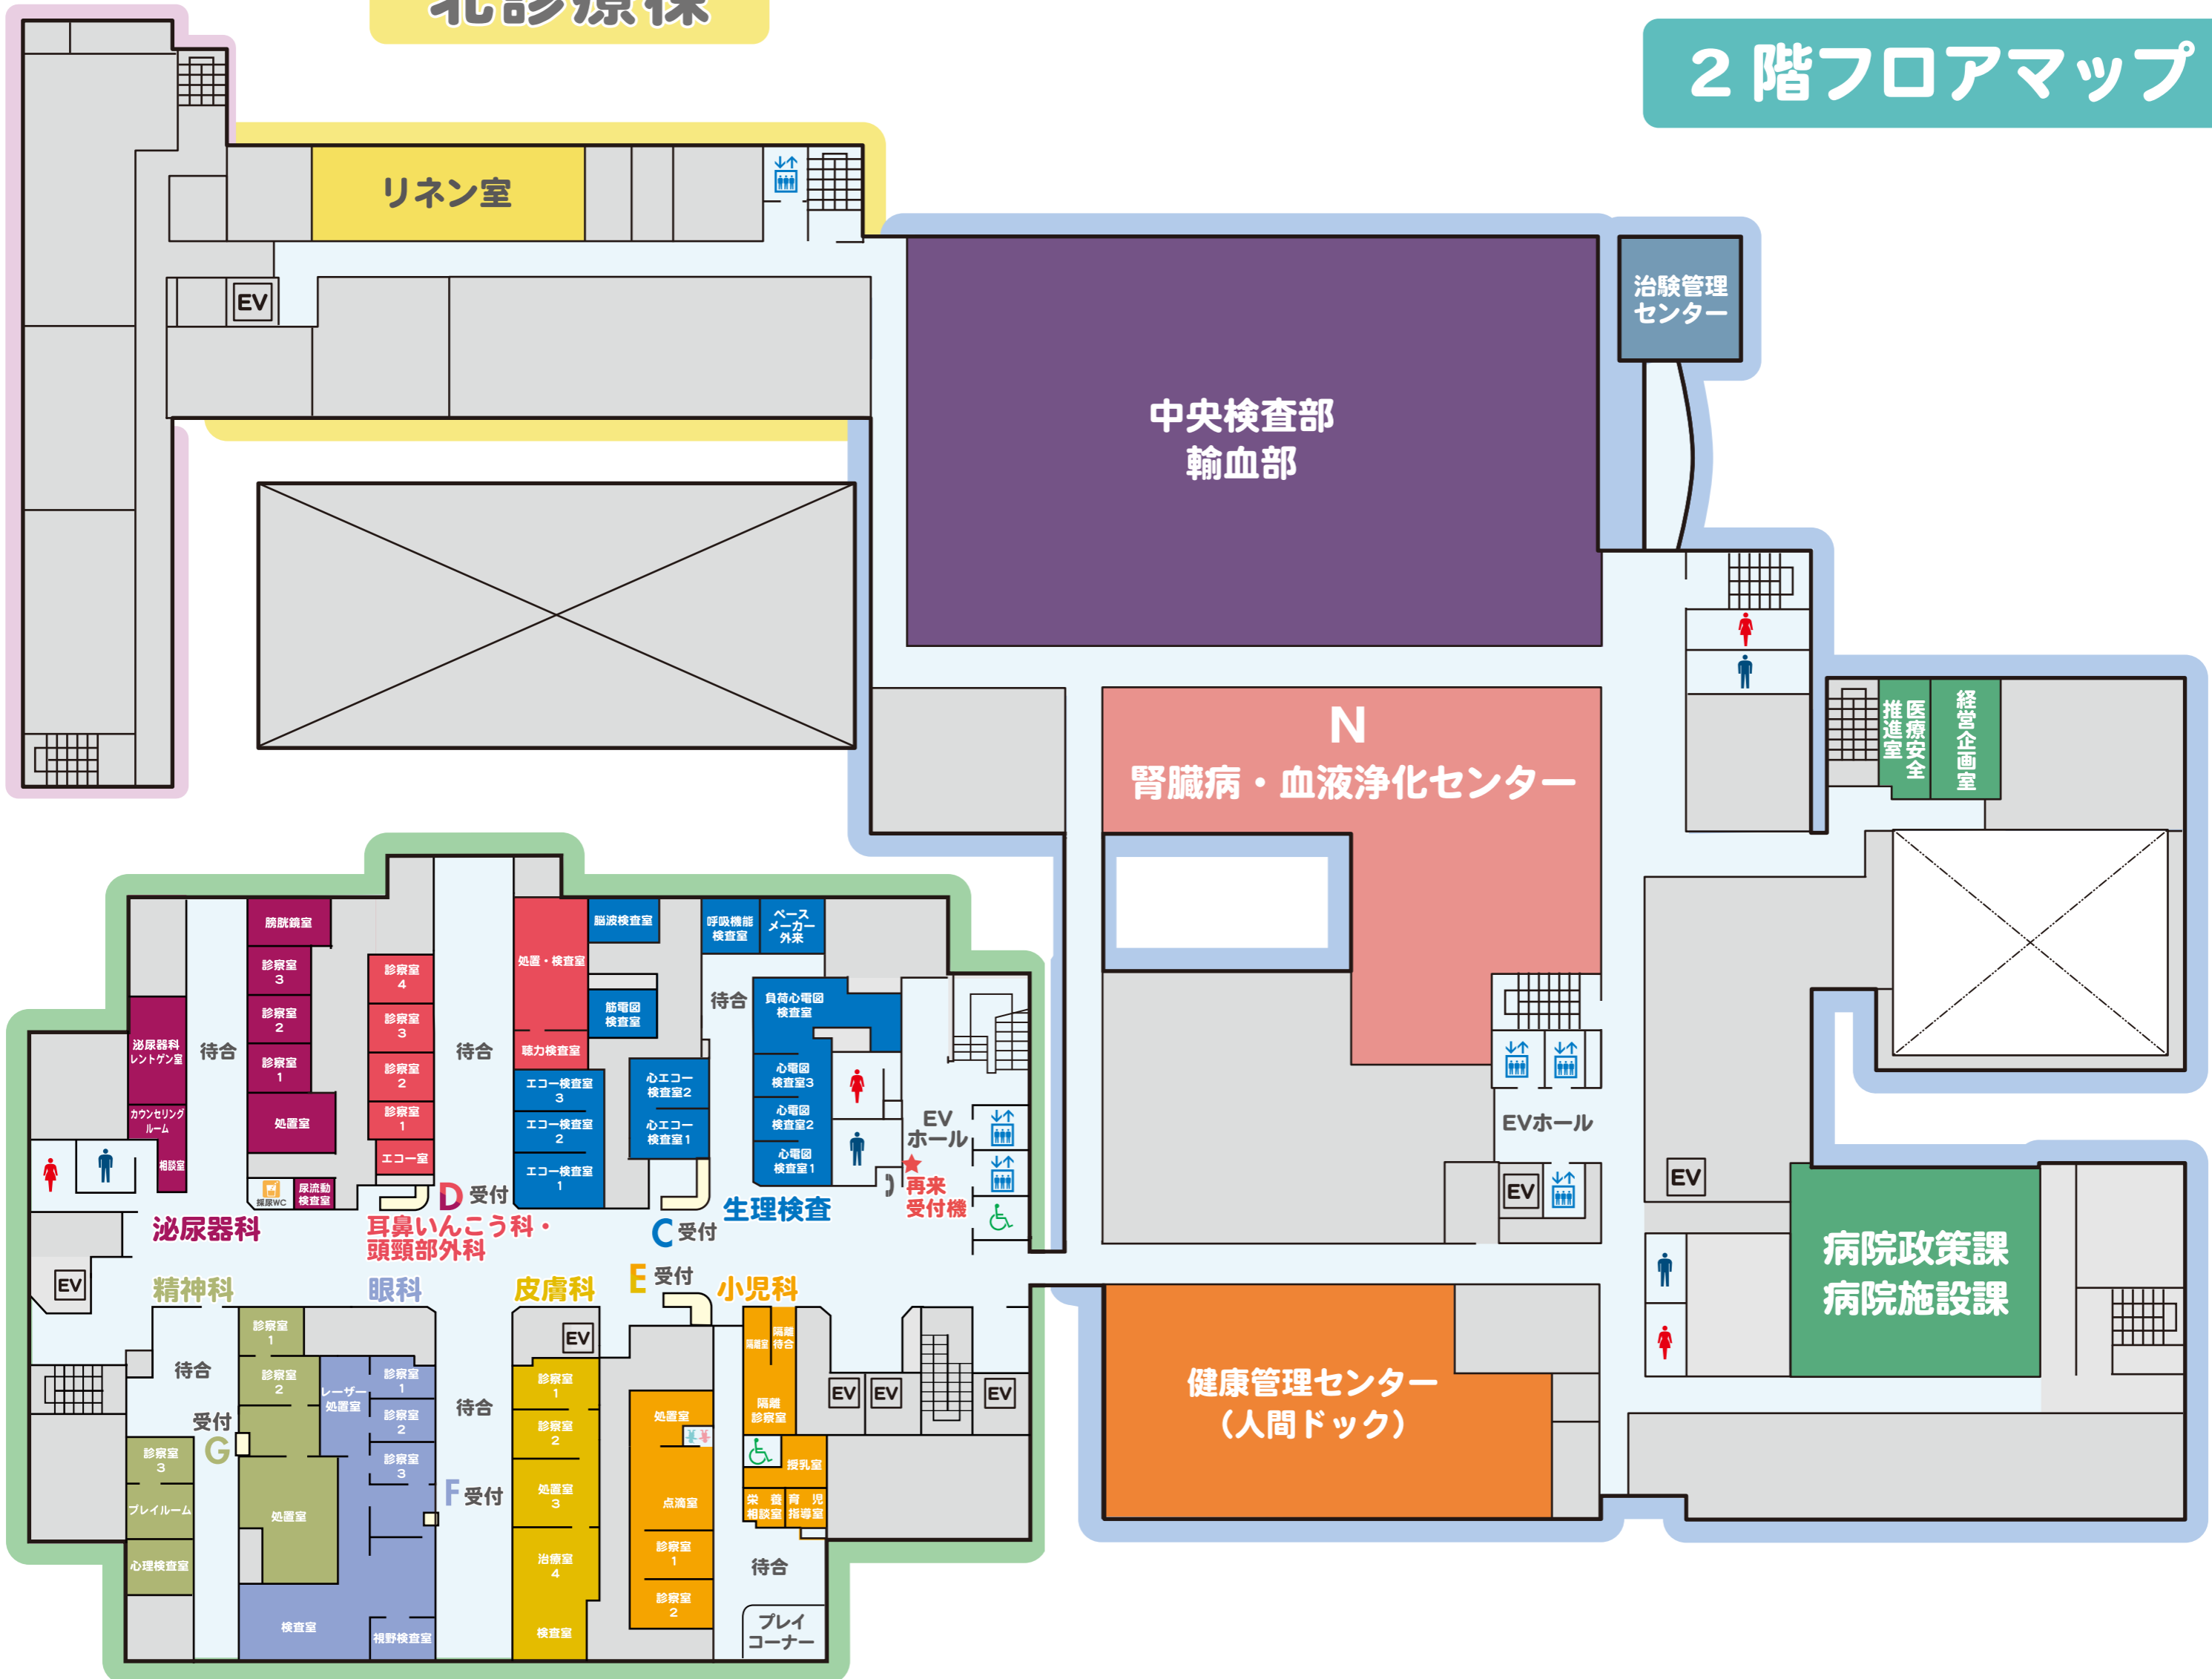 北診療棟
2階フロアマップ
リネン室
EV
治験管理
センター
中央検査部
輸血部
N
腎臓病・血液浄化センター
医療安全
推進室
経営企画室
膀胱鏡室
診察室
3
診察室
2
診察室
1
処置室
泌尿器科
レントゲン室
カウンセリング
ルーム
相談室
待合
採尿WC
尿流動
検査室
泌尿器科
診察室
4
診察室
3
診察室
2
診察室
1
エコー室
待合
D 受付
耳鼻いんこう科・
頭頸部外科
処置・検査室
聴力検査室
脳波検査室
筋電図
検査室
エコー検査室
3
エコー検査室
2
エコー検査室
1
心エコー
検査室2
心エコー
検査室1
呼吸機能
検査室
ペース
メーカー
外来
待合
負荷心電図
検査室
心電図
検査室3
心電図
検査室2
心電図
検査室1
C 受付
生理検査
EV
ホール
再来
受付機
EVホール
EV
EV
病院政策課
病院施設課
EV
精神科
診察室
1
診察室
2
待合
受付
G
診察室
3
プレイルーム
心理検査室
処置室
眼科
レーザー
処置室
診察室
1
診察室
2
診察室
3
検査室
視野検査室
待合
F 受付
皮膚科
EV
診察室
1
診察室
2
処置室
3
治療室
4
検査室
E 受付
小児科
隔離室
隔離
待合
隔離
診察室
処置室
点滴室
診察室
1
診察室
2
授乳室
栄養
相談室
育児
指導室
待合
プレイ
コーナー
EV
EV
EV
健康管理センター
（人間ドック）